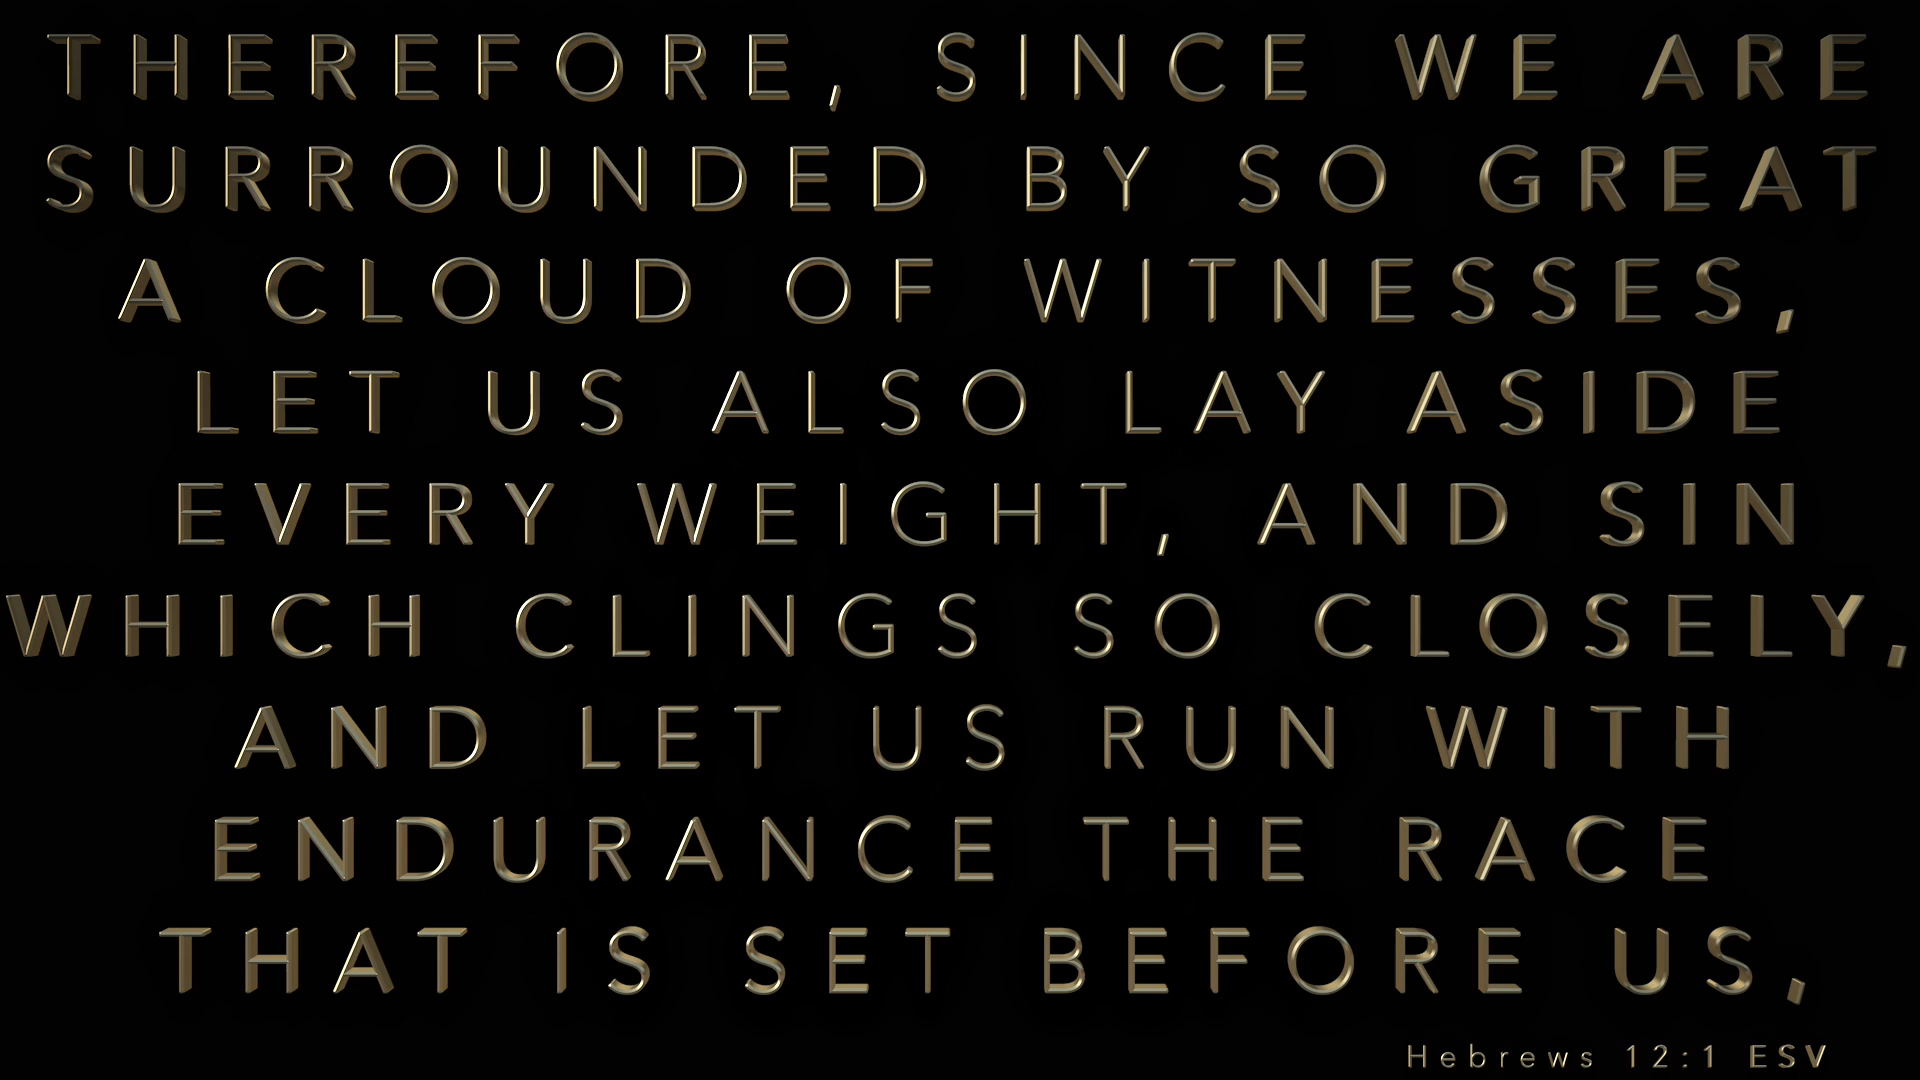 THEREFORE, SINCE WE ARE
SURROUNDED BY SO GREAT
A CLOUD OF WITNESSES,
LET US ALSO LAY ASIDE
EVERY WEIGHT, AND SIN
WHICH CLINGS SO CLOSELY,
AND LET US RUN WITH
ENDURANCE THE RACE
THAT IS SET BEFORE US,
Hebrews 12:1 ESV